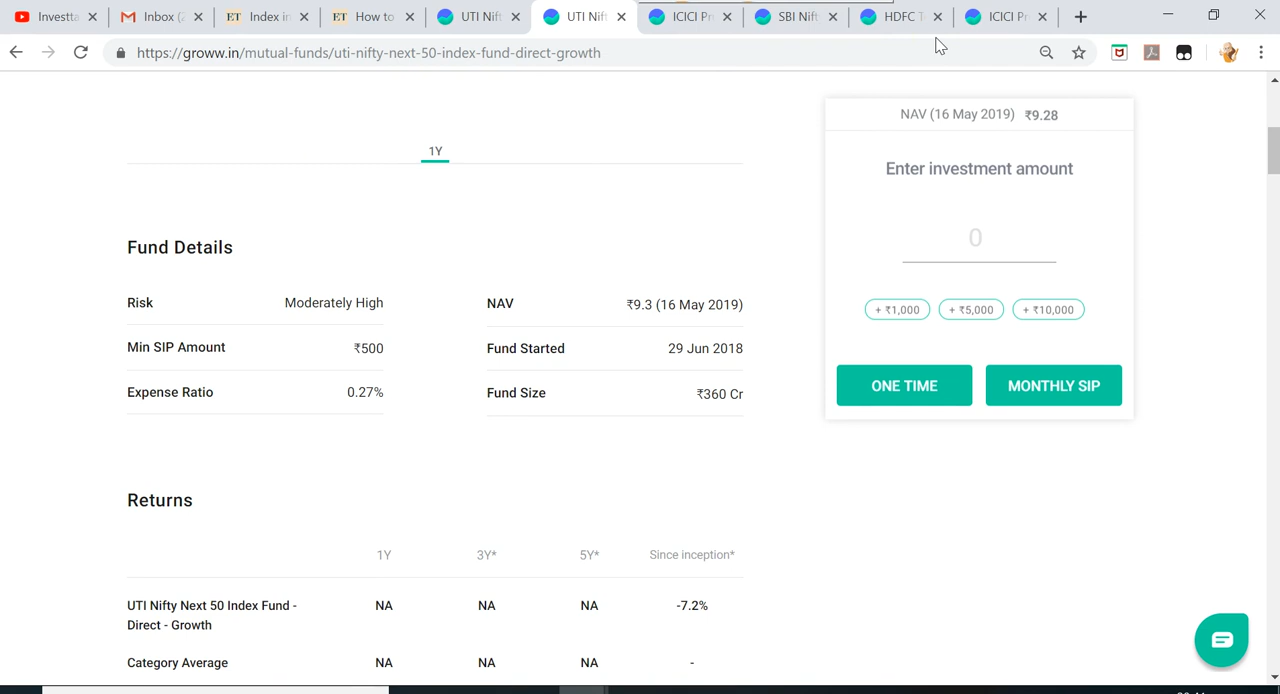 Investta
Inbox (2
Index in
How to
UTI Nift
UTI Nift
ICICI Pr
SBI Nift
HDFC T
ICICI Pr
https://groww.in/mutual-funds/uti-nifty-next-50-index-fund-direct-growth
NAV (16 May 2019) ₹9.28
1Y
Enter investment amount
0
Fund Details
Risk Moderately High
NAV ₹9.3 (16 May 2019)
+ ₹1,000 + ₹5,000 + ₹10,000
Min SIP Amount ₹500
Fund Started 29 Jun 2018
Expense Ratio 0.27%
Fund Size ₹360 Cr
ONE TIME MONTHLY SIP
Returns
1Y 3Y* 5Y* Since inception*
UTI Nifty Next 50 Index Fund - NA NA NA -7.2%
Direct - Growth
Category Average NA NA NA -